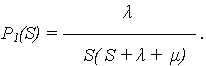 P₁(S) = λ / S( S + λ + μ) .